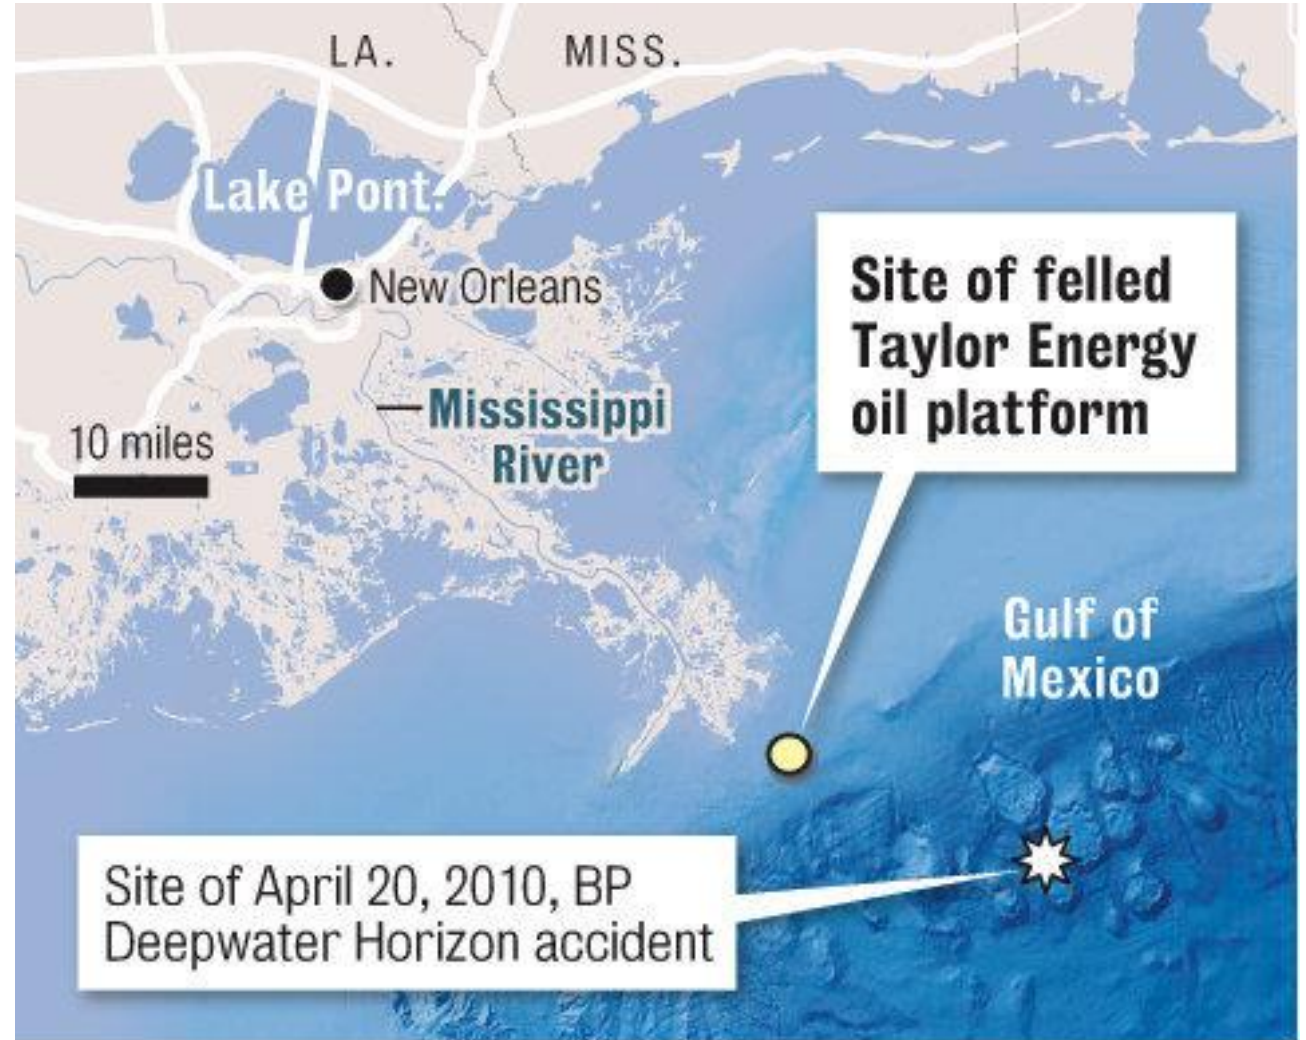 LA.
MISS.
Lake Pont.
New Orleans
Site of felled
Taylor Energy
oil platform
Mississippi
River
10 miles
Gulf of
Mexico
Site of April 20, 2010, BP
Deepwater Horizon accident